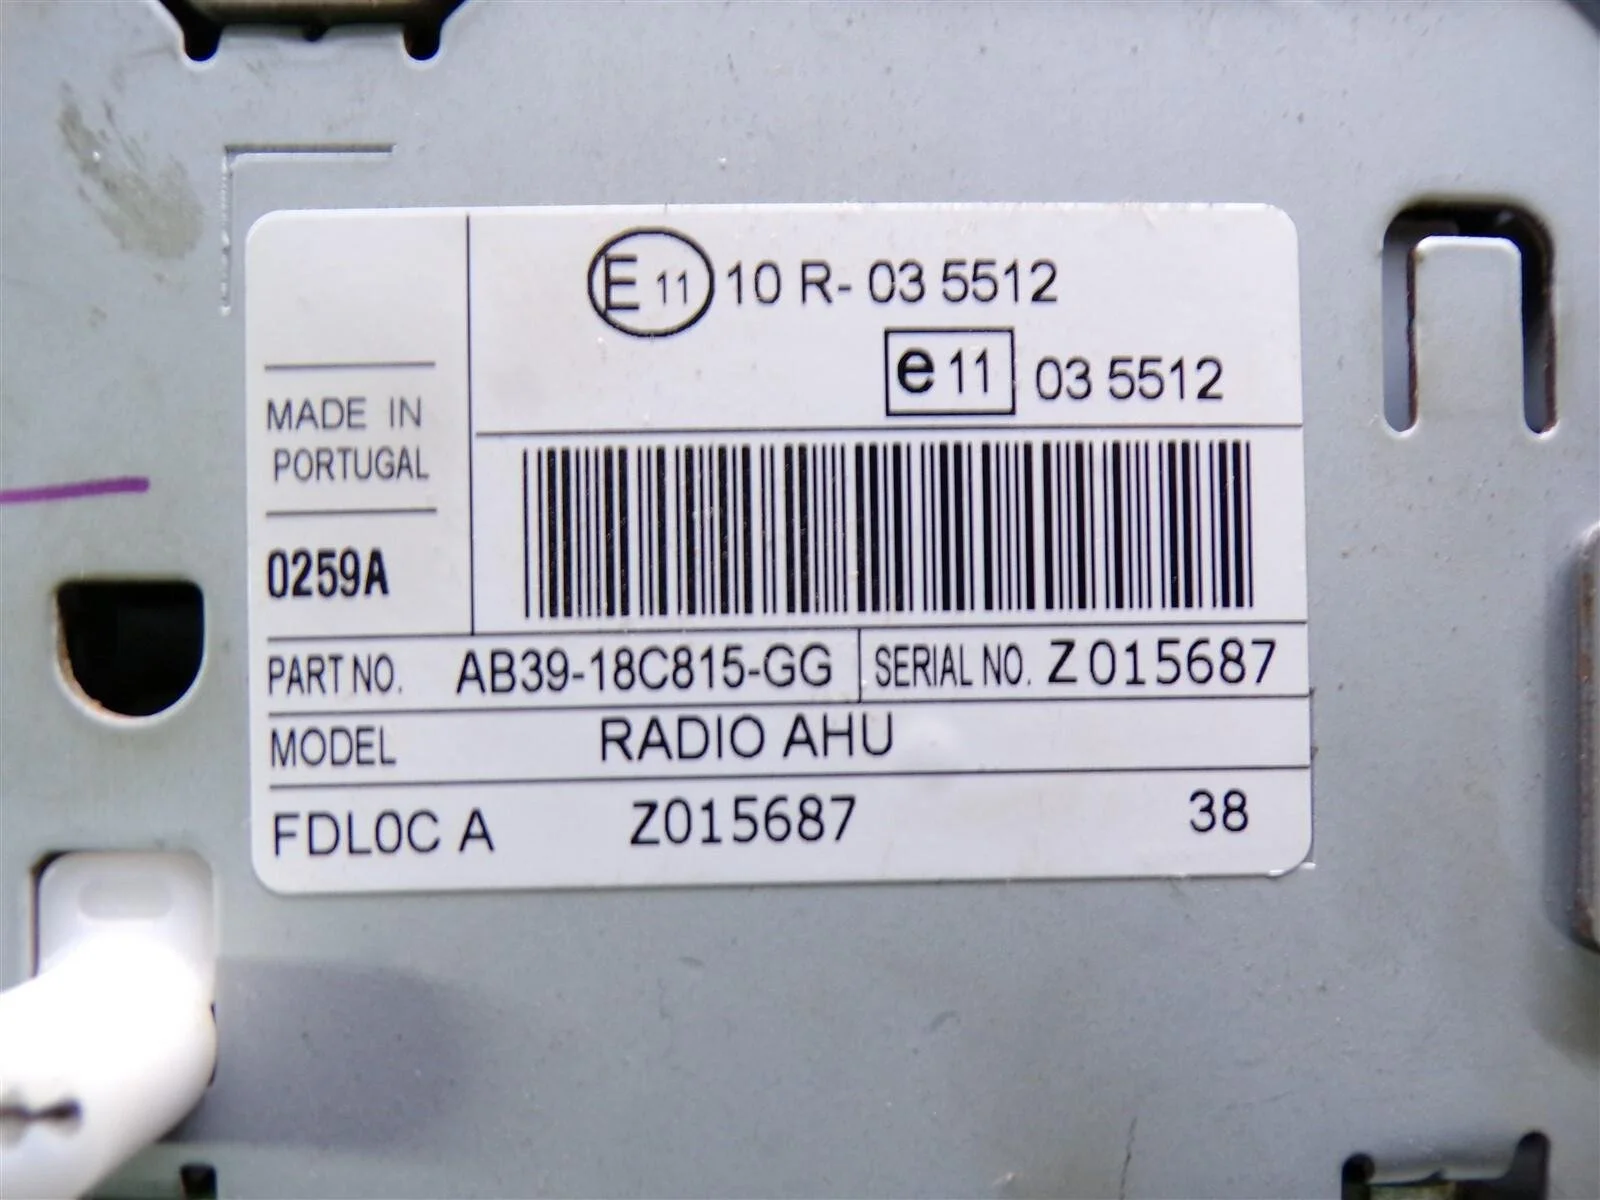 E 11 10 R- 03 5512
e 11 03 5512
MADE IN
PORTUGAL
0259A
PART NO. AB39-18C815-GG SERIAL NO. Z015687
MODEL RADIO AHU
FDL0C A Z015687 38